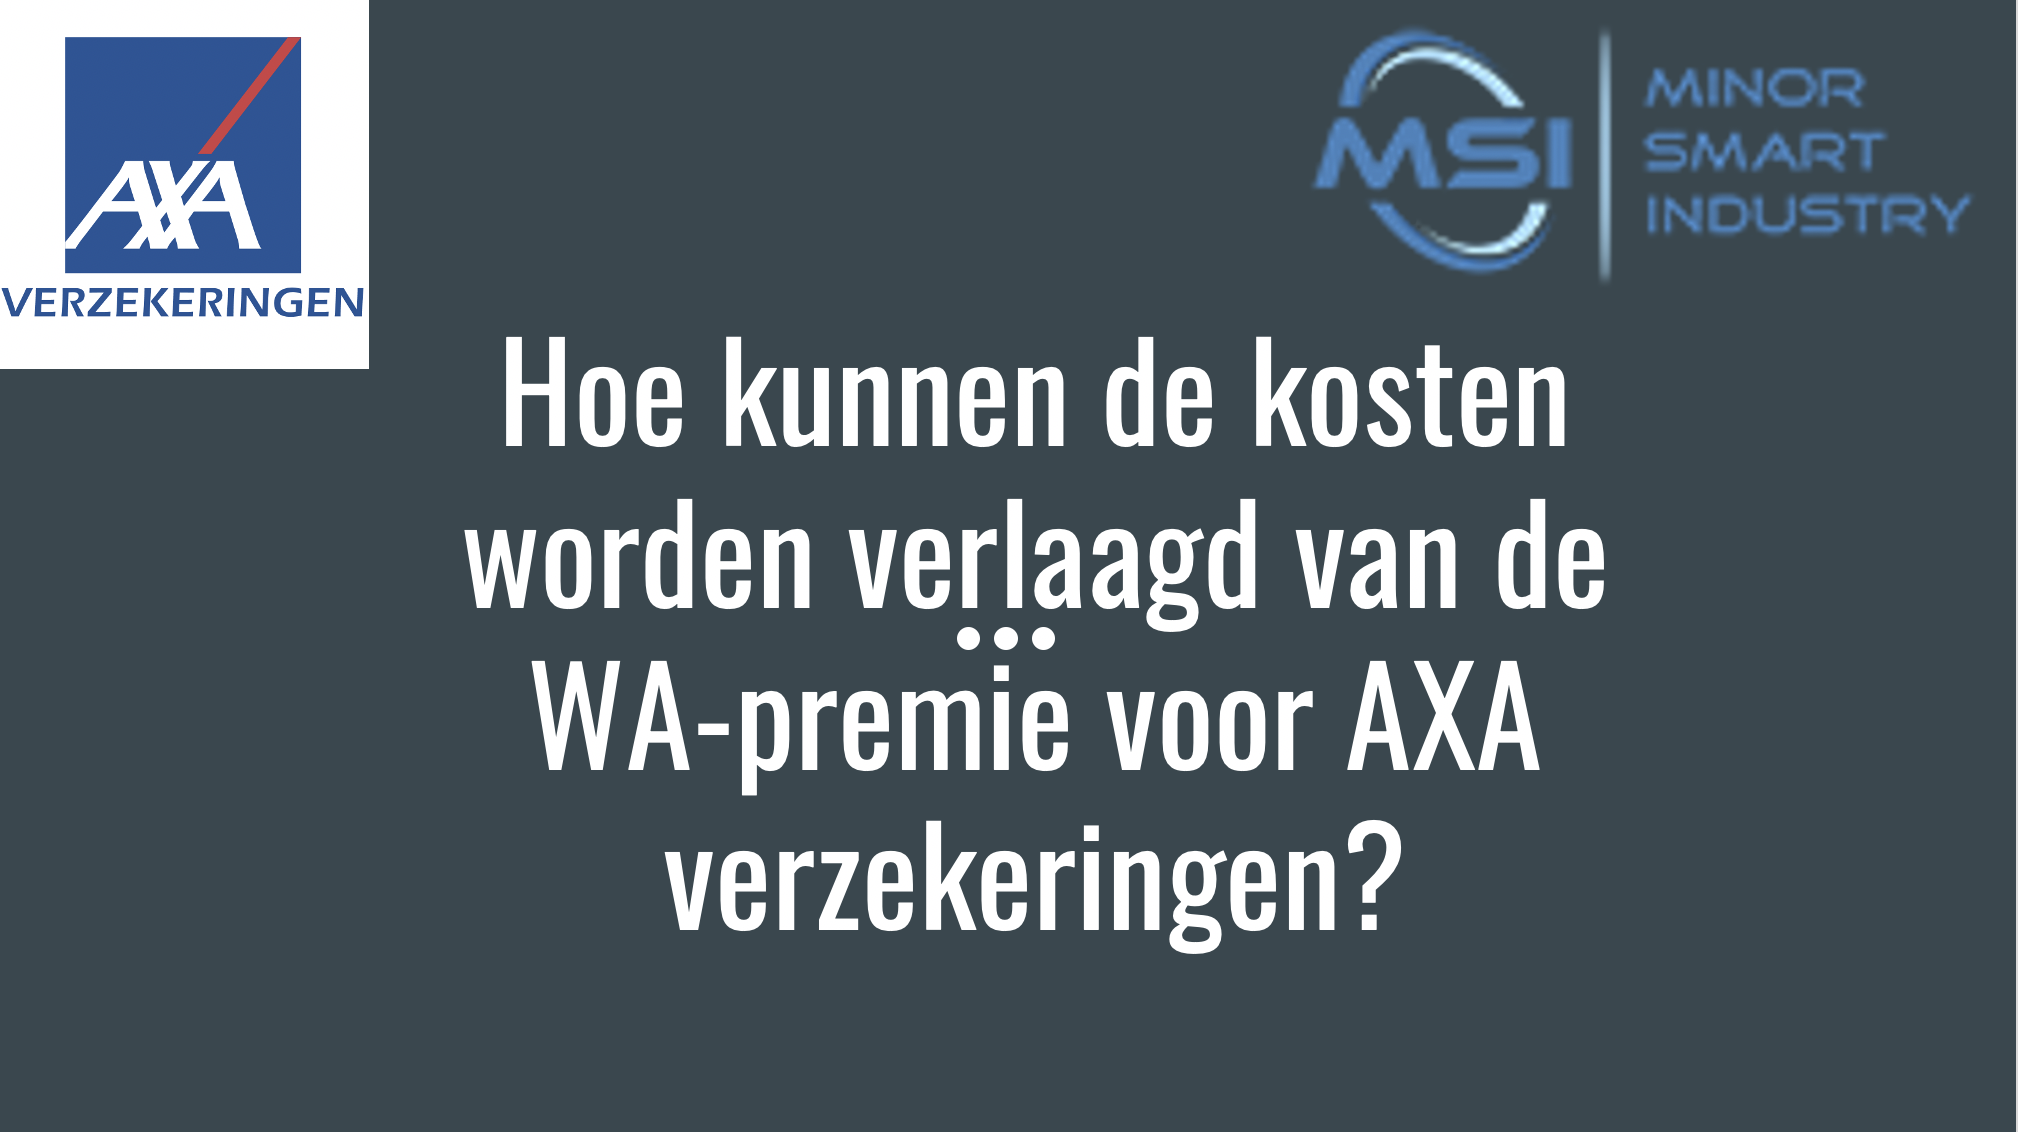 AXA
VERZEKERINGEN
MSI
MINOR
SMART
INDUSTRY
Hoe kunnen de kosten
worden verlaagd van de
WA-premie voor AXA
verzekeringen?